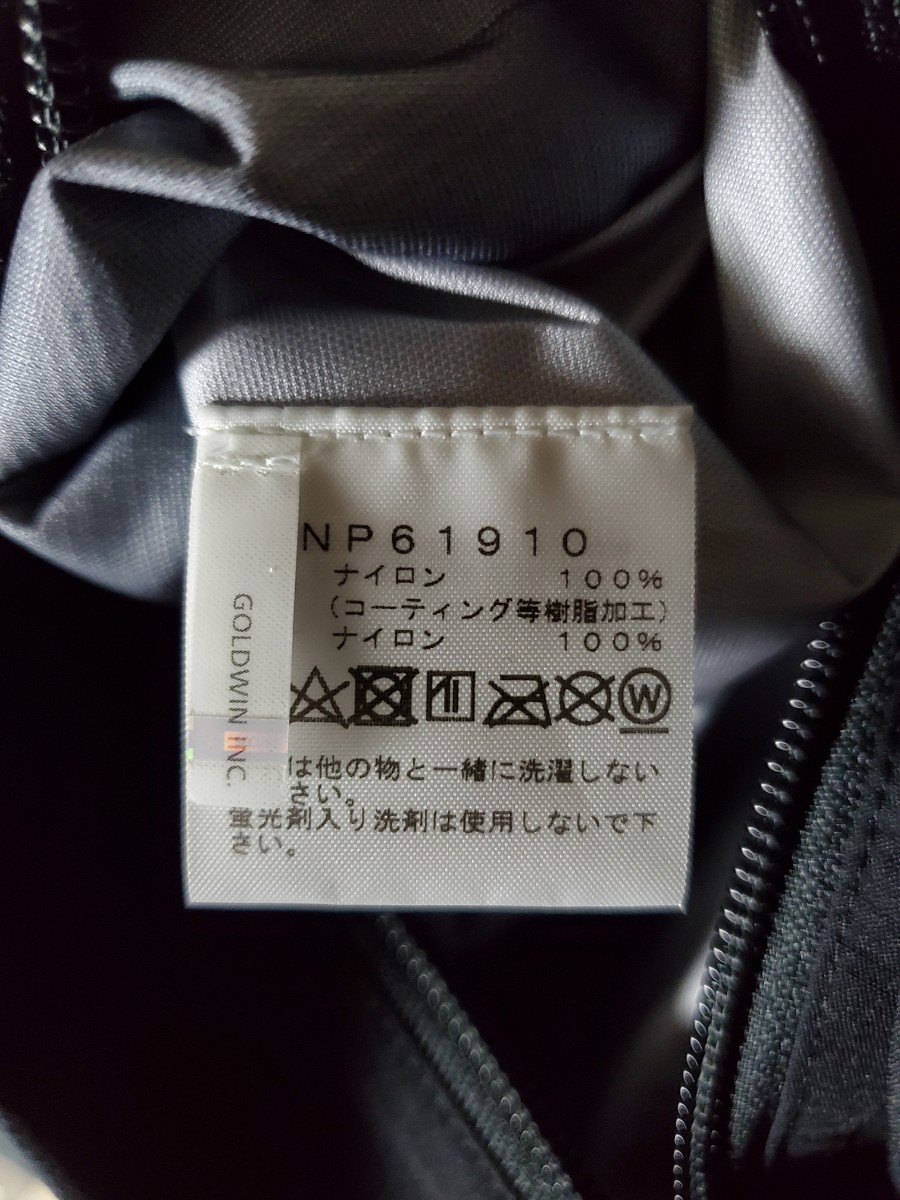 NP61910
ナイロン 100%
(コーティング等樹脂加工)
ナイロン 100%
W
は他の物と一緒に洗濯しない
さい。
蛍光剤入り洗剤は使用しないで下
さい。
GOLDWIN INC.